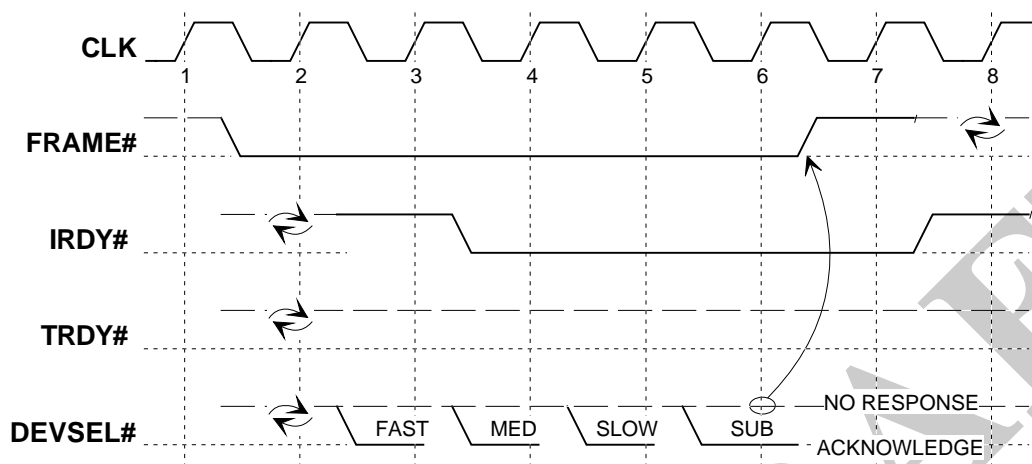 CLK
1 2 3 4 5 6 7 8
FRAME#
IRDY#
TRDY#
DEVSEL#
FAST MED SLOW SUB
NO RESPONSE
ACKNOWLEDGE